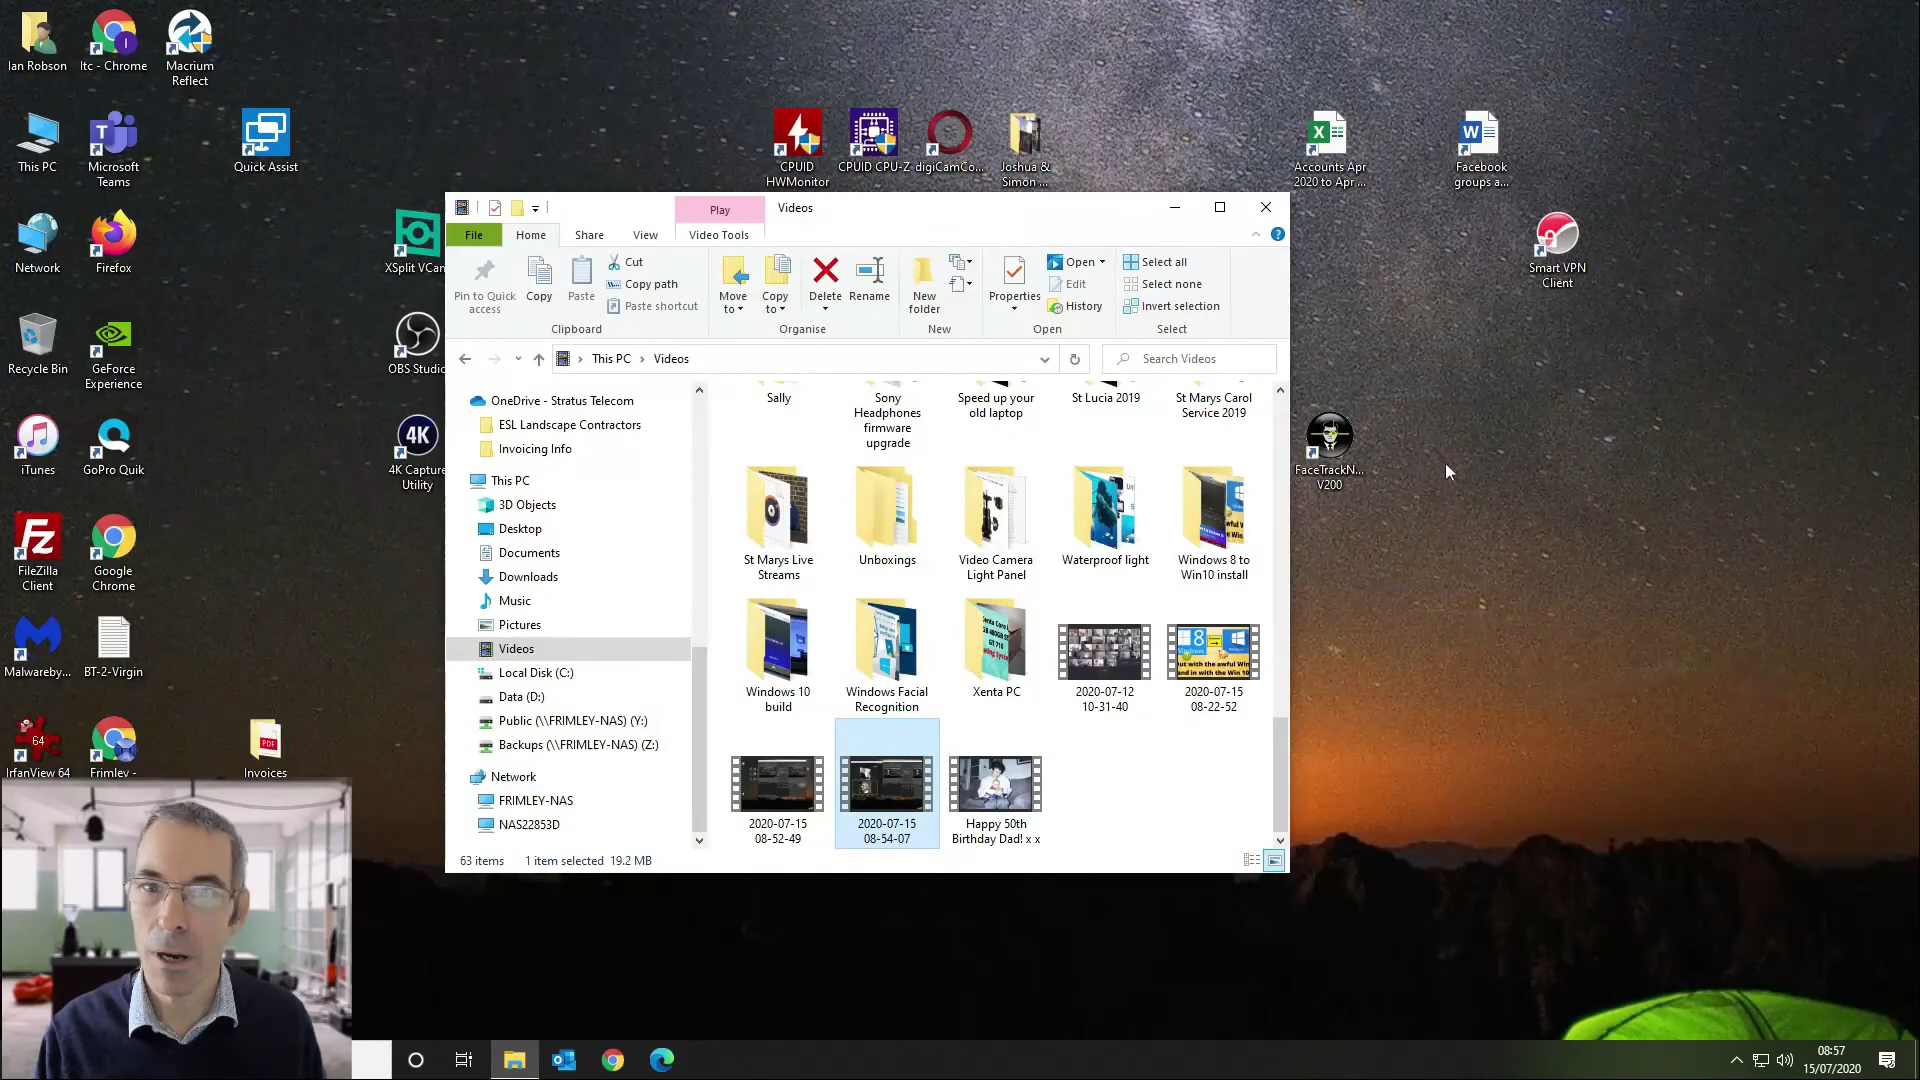 Ian Robson
Itc - Chrome
Macrium
Reflect
This PC
Microsoft
Teams
Quick Assist
CPUID
HWMonitor
CPUID CPU-Z
digiCamCo...
Joshua &
Simon ...
Accounts Apr
2020 to Apr ...
Facebook
groups a...
Network
Firefox
XSplit VCan
Smart VPN
Client
Recycle Bin
GeForce
Experience
OBS Studio
iTunes
GoPro Quik
4K
4K Capture
Utility
FaceTrackN...
V200
FileZilla
Client
Google
Chrome
Malwareby...
BT-2-Virgin
64
IrfanView 64
Frimley -
PDF
Invoices
Play
Videos
File
Home
Share
View
Video Tools
Pin to Quick
access
Copy
Paste
Cut
Copy path
Paste shortcut
Clipboard
Move
to
Copy
to
Delete
Rename
Organise
New
folder
New
Properties
Open
Edit
History
Open
Select all
Select none
Invert selection
Select
This PC
Videos
Search Videos
OneDrive - Stratus Telecom
ESL Landscape Contractors
Invoicing Info
This PC
3D Objects
Desktop
Documents
Downloads
Music
Pictures
Videos
Local Disk (C:)
Data (D:)
Public (\\FRIMLEY-NAS) (Y:)
Backups (\\FRIMLEY-NAS) (Z:)
Network
FRIMLEY-NAS
NAS22853D
Sally
Sony
Headphones
firmware
upgrade
Speed up your
old laptop
St Lucia 2019
St Marys Carol
Service 2019
St Marys Live
Streams
Unboxings
Video Camera
Light Panel
Waterproof light
Windows 8 to
Win10 install
Windows 10
build
Windows Facial
Recognition
Xenta PC
2020-07-12
10-31-40
2020-07-15
08-22-52
2020-07-15
08-52-49
2020-07-15
08-54-07
Happy 50th
Birthday Dad! x x
63 items
1 item selected 19.2 MB
08:57
15/07/2020